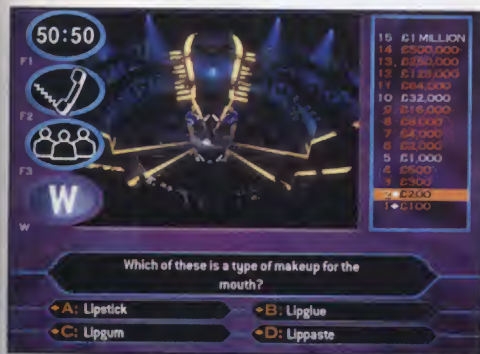 50:50
F1
F2
F3
W
W
15 £1 MILLION
14 £500,000
13 £250,000
12 £125,000
11 £64,000
10 £32,000
9 £16,000
8 £8,000
7 £4,000
6 £2,000
5 £1,000
4 £500
3 £300
2◆£200
1◆£100
Which of these is a type of makeup for the
mouth?
◆A: Lipstick
◆B: Lipglue
◆C: Lipgum
◆D: Lippaste